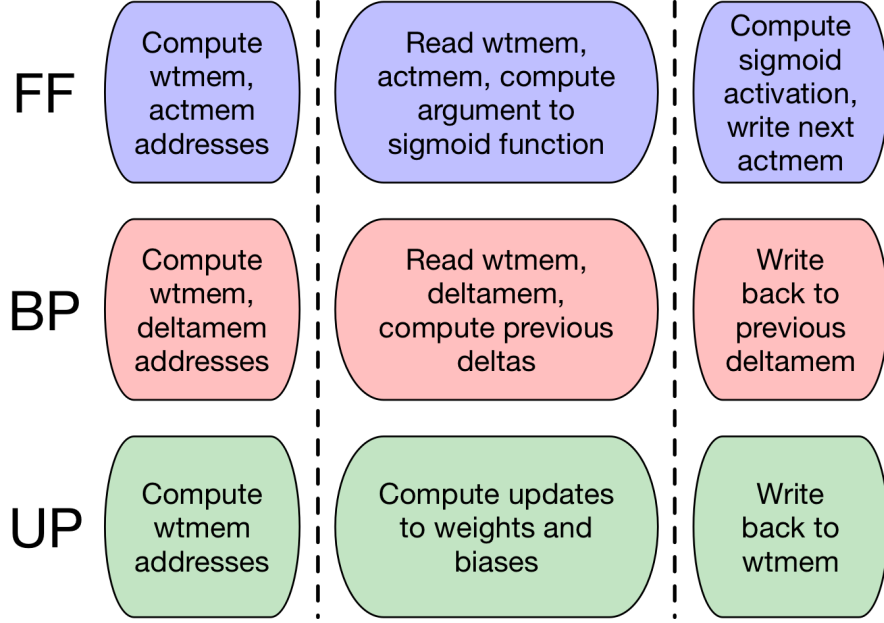 FF
Compute
wtmem,
actmem
addresses
Read wtmem,
actmem, compute
argument to
sigmoid function
Compute
sigmoid
activation,
write next
actmem
BP
Compute
wtmem,
deltamem
addresses
Read wtmem,
deltamem,
compute previous
deltas
Write
back to
previous
deltamem
UP
Compute
wtmem
addresses
Compute updates
to weights and
biases
Write
back to
wtmem